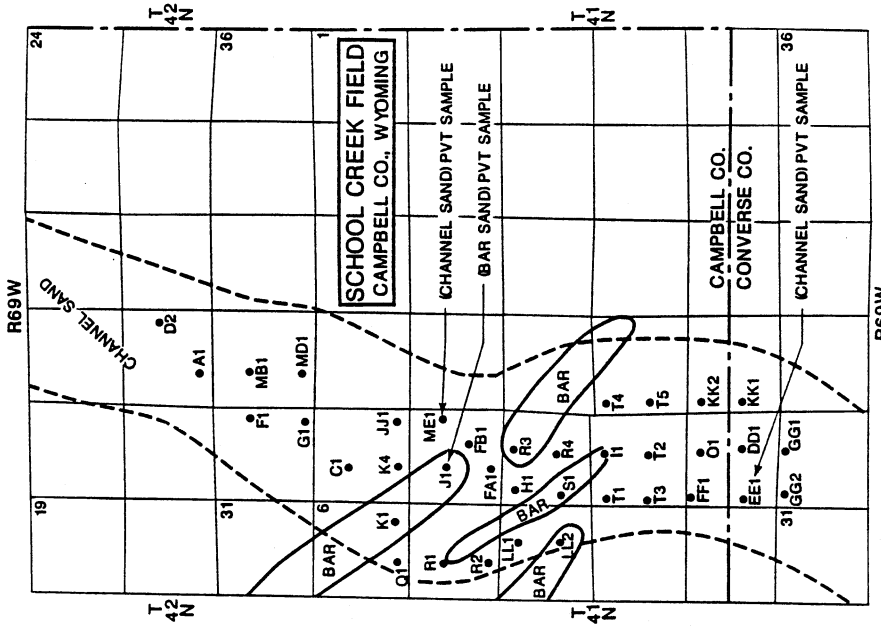 R69W
24
T
42
N
36
1
T
41
N
36
19
T
42
N
31
6
T
41
N
31
CHANNEL SAND
SCHOOL CREEK FIELD
CAMPBELL CO., WYOMING
(CHANNEL SAND) PVT SAMPLE
(BAR SAND) PVT SAMPLE
(CHANNEL SAND) PVT SAMPLE
CAMPBELL CO.
CONVERSE CO.
D2
A1
MB1
MD1
F1
G1
C1
JJ1
K4
K1
Q1
ME1
J1
R1
FB1
FA1
R2
R3
H1
LL1
R4
S1
LL2
I1
T4
T1
T5
T2
T3
KK2
O1
FF1
KK1
DD1
EE1
GG1
GG2
BAR
BAR
BAR
BAR